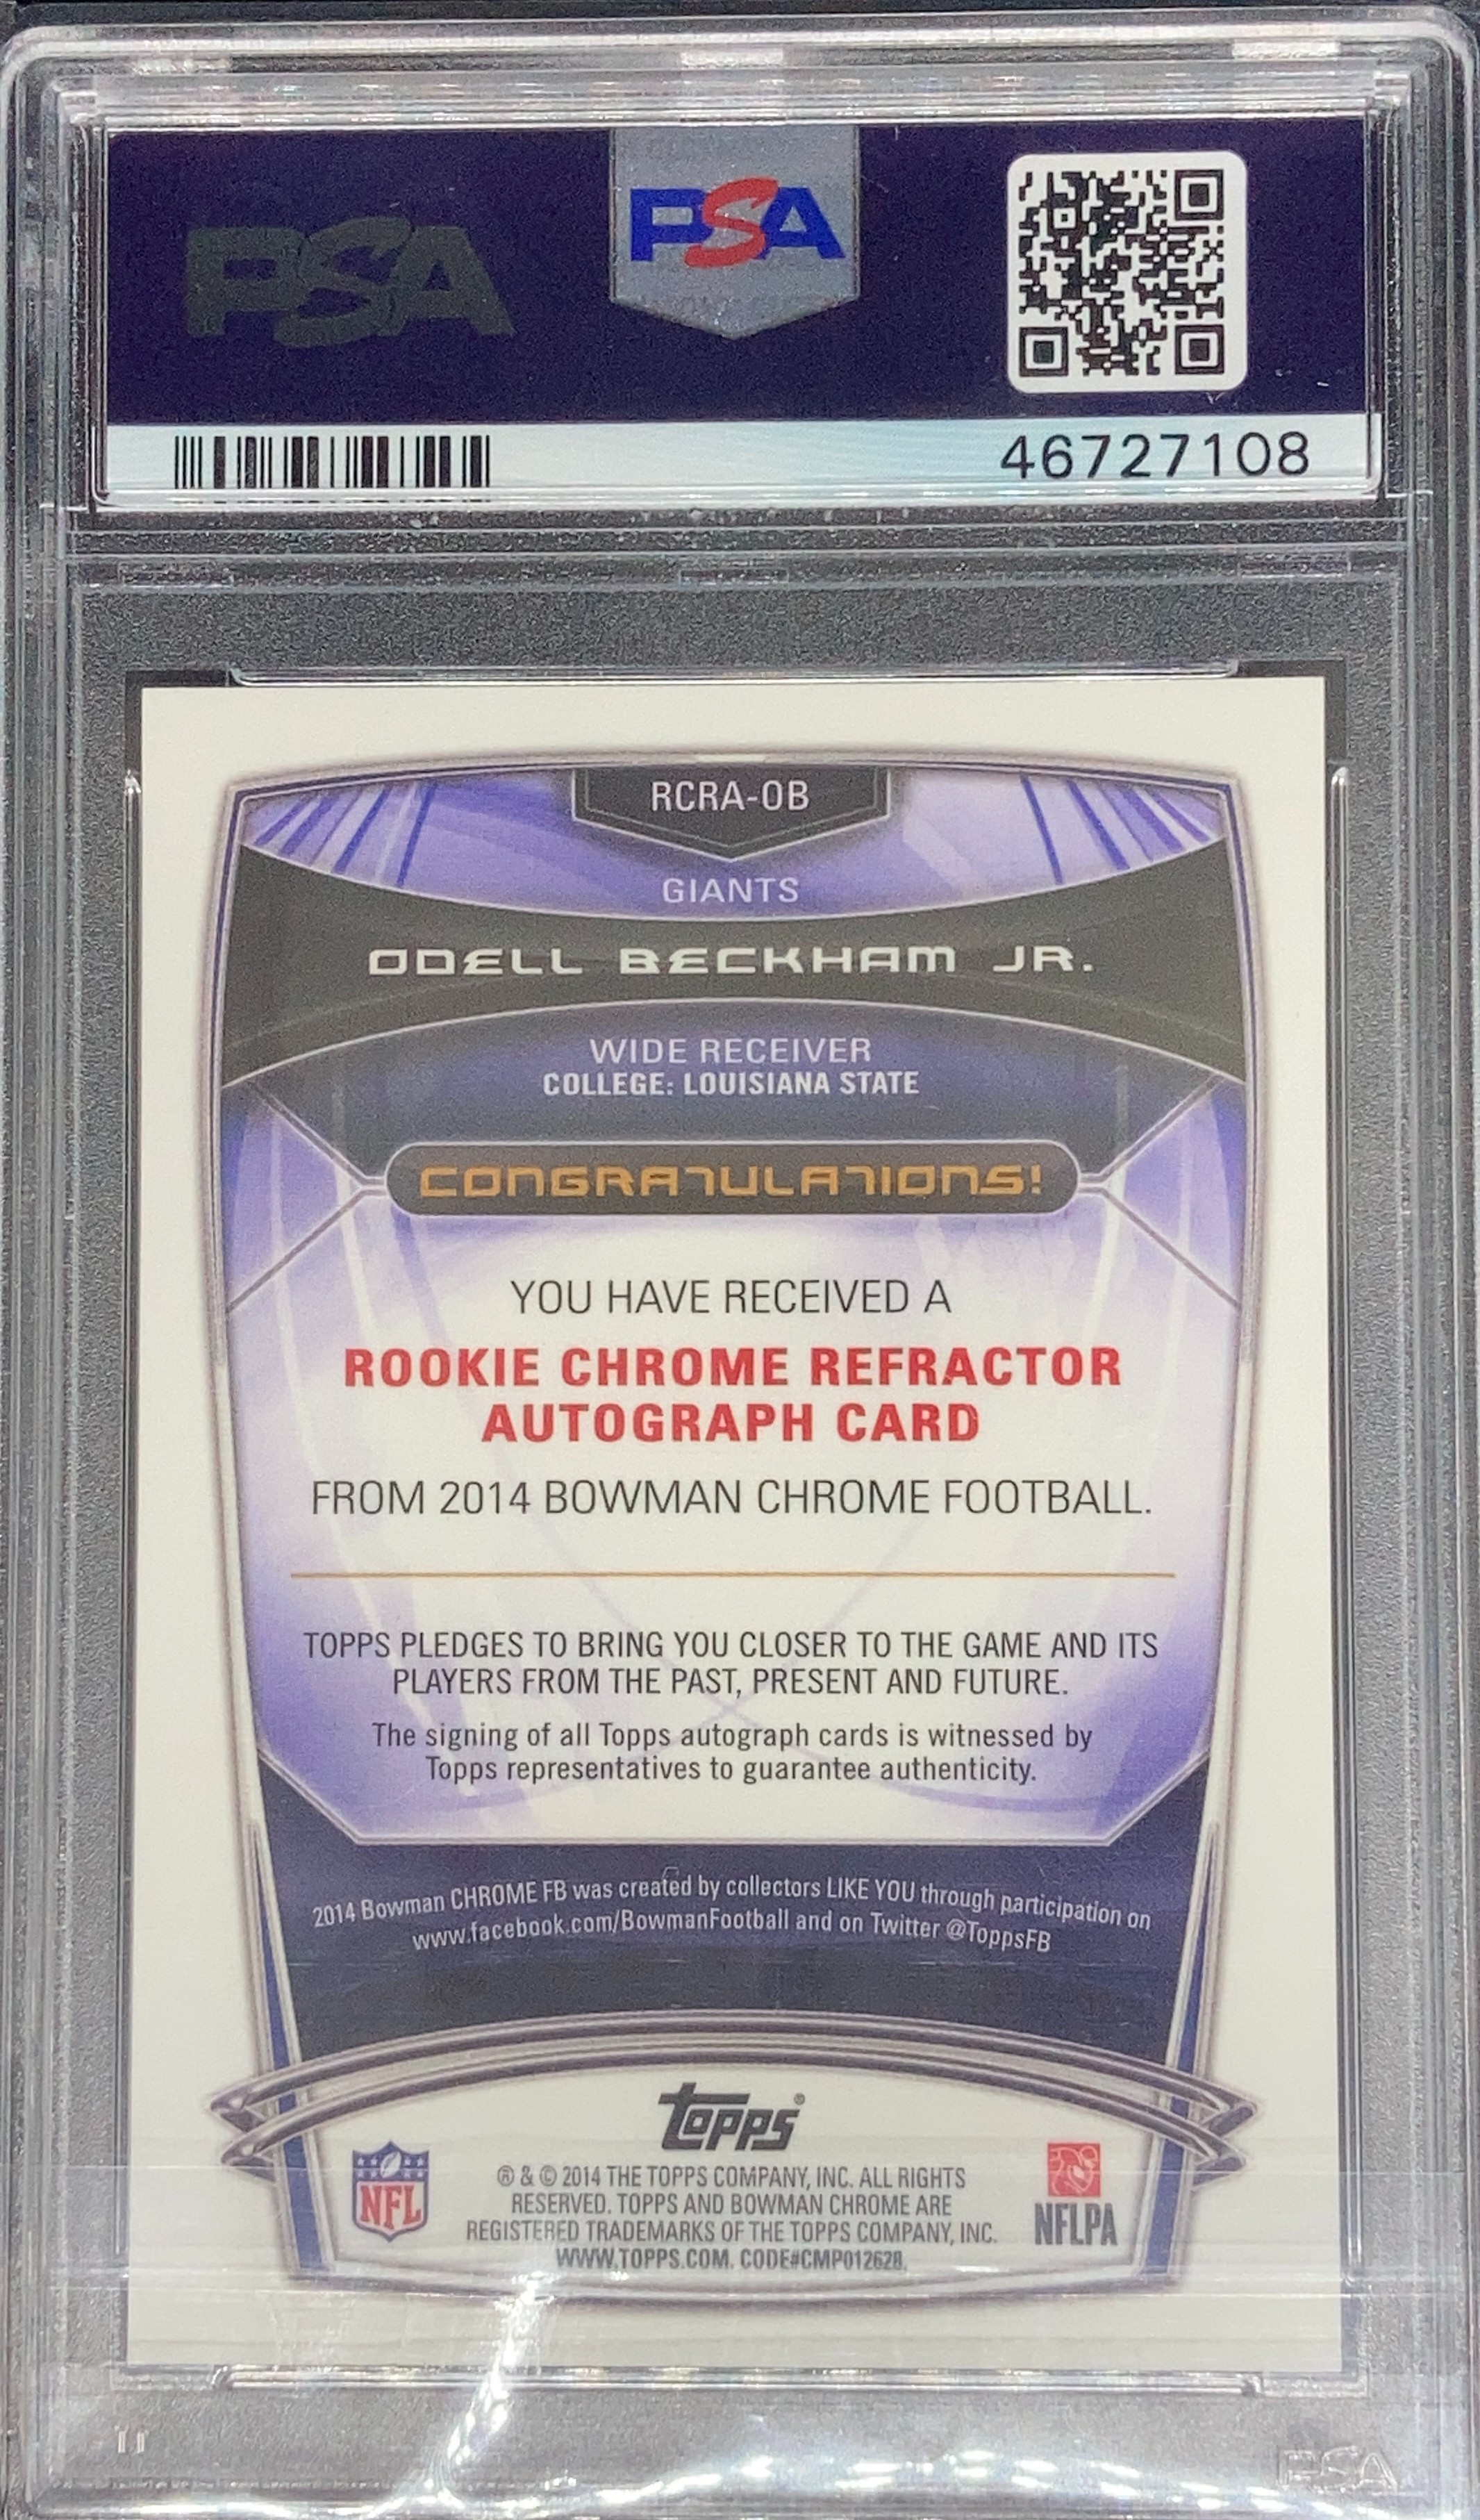 PSA
PSA
46727108
RCRA-OB
GIANTS
ODELL BECKHAM JR.
WIDE RECEIVER
COLLEGE: LOUISIANA STATE
CONGRATULATIONS!
YOU HAVE RECEIVED A
ROOKIE CHROME REFRACTOR
AUTOGRAPH CARD
FROM 2014 BOWMAN CHROME FOOTBALL.
TOPPS PLEDGES TO BRING YOU CLOSER TO THE GAME AND ITS
PLAYERS FROM THE PAST, PRESENT AND FUTURE.
The signing of all Topps autograph cards is witnessed by
Topps representatives to guarantee authenticity.
2014 Bowman CHROME FB was created by collectors LIKE YOU through participation on
www.facebook.com/BowmanFootball and on Twitter @ToppsFB
Topps®
NFL
® & © 2014 THE TOPPS COMPANY, INC. ALL RIGHTS
RESERVED. TOPPS AND BOWMAN CHROME ARE
REGISTERED TRADEMARKS OF THE TOPPS COMPANY, INC.
WWW.TOPPS.COM. CODE#CMP012628.
NFLPA
PSA